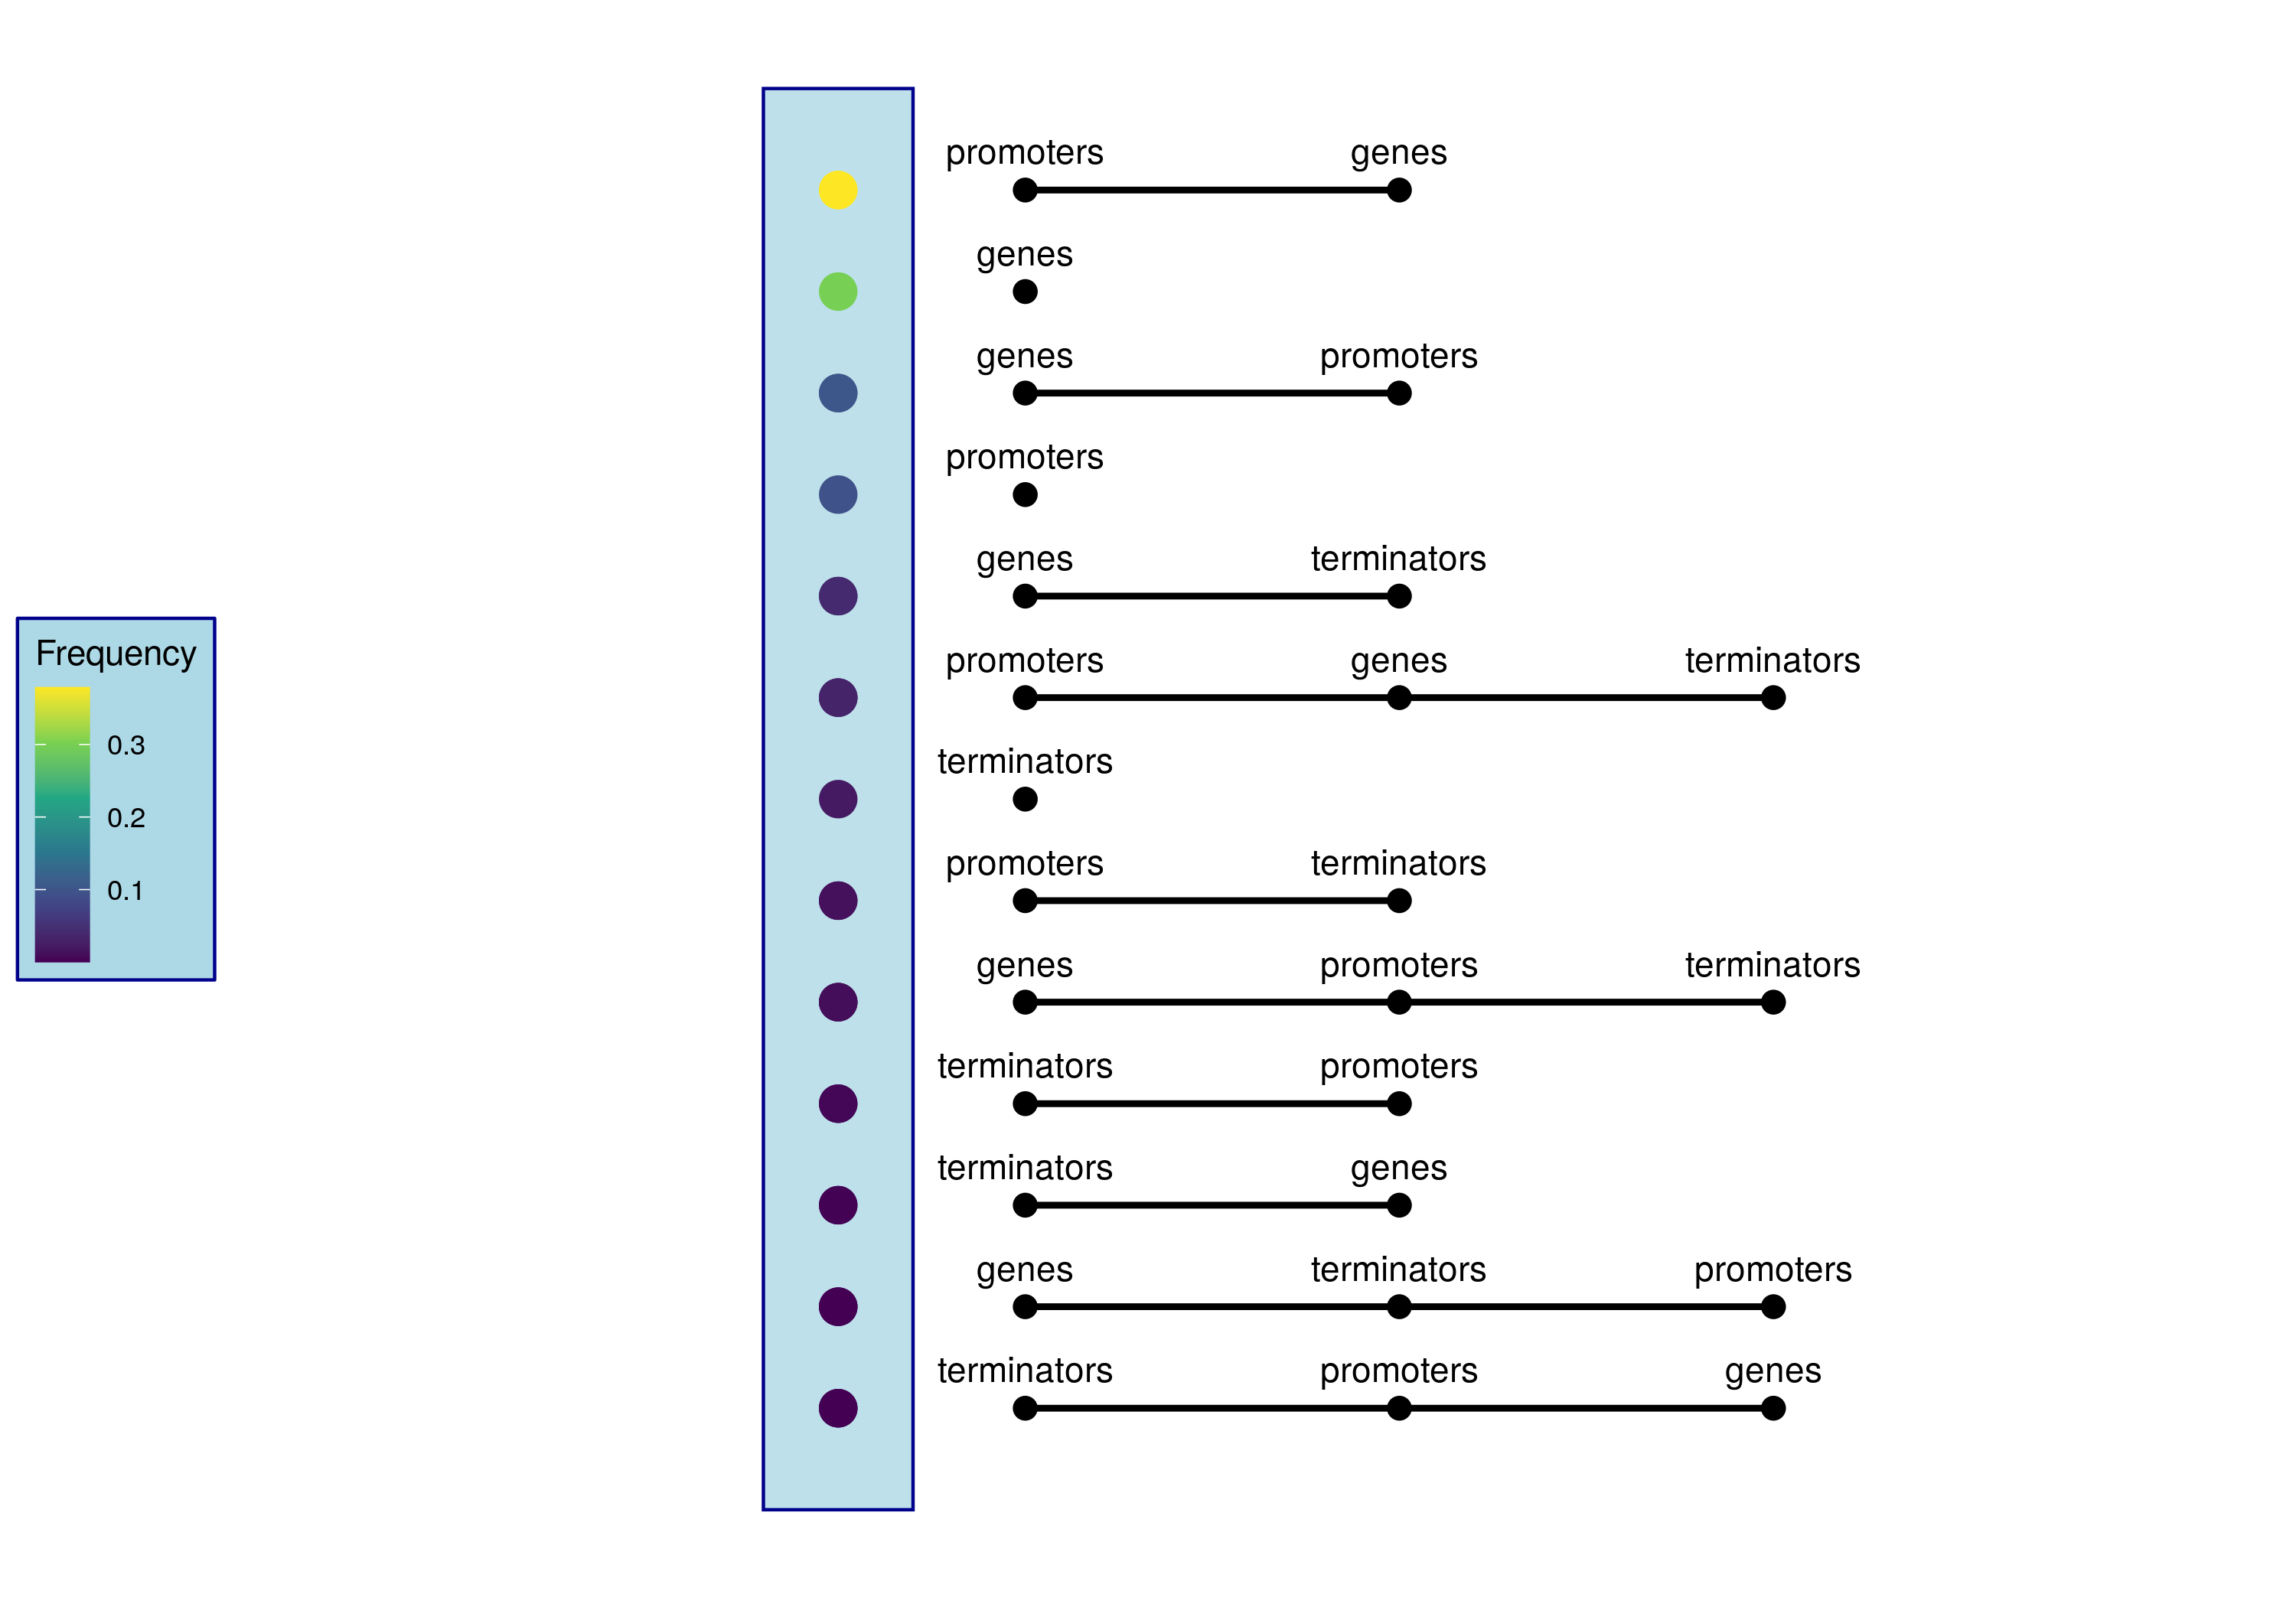 promoters genes
genes
genes promoters
promoters
genes terminators
Frequency
promoters genes terminators
0.3
terminators
0.2
promoters terminators
0.1
genes promoters terminators
terminators promoters
terminators genes
genes terminators promoters
terminators promoters genes